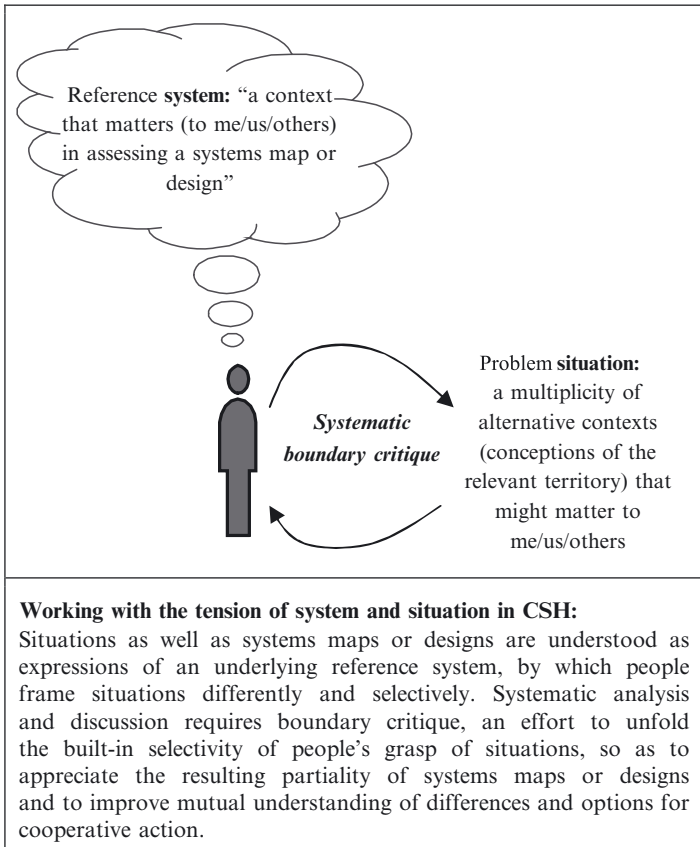 Reference system: “a context
that matters (to me/us/others)
in assessing a systems map or
design”
Systematic
boundary critique
Problem situation:
a multiplicity of
alternative contexts
(conceptions of the
relevant territory) that
might matter to
me/us/others
Working with the tension of system and situation in CSH:
Situations as well as systems maps or designs are understood as
expressions of an underlying reference system, by which people
frame situations differently and selectively. Systematic analysis
and discussion requires boundary critique, an effort to unfold
the built-in selectivity of people’s grasp of situations, so as to
appreciate the resulting partiality of systems maps or designs
and to improve mutual understanding of differences and options for
cooperative action.